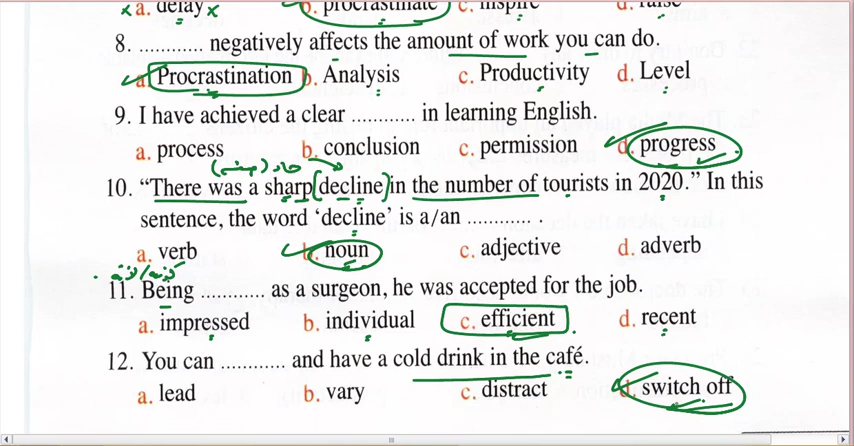 a. delay b. procrastinate c. inspire d. raise
8. ............ negatively affects the amount of work you can do.
a. Procrastination b. Analysis c. Productivity d. Level
9. I have achieved a clear ........... in learning English.
a. process b. conclusion c. permission d. progress
10. “There was a sharp decline in the number of tourists in 2020.” In this
sentence, the word ‘decline’ is a/an ........... .
a. verb b. noun c. adjective d. adverb
11. Being ........... as a surgeon, he was accepted for the job.
a. impressed b. individual c. efficient d. recent
12. You can ............ and have a cold drink in the café.
a. lead b. vary c. distract d. switch off